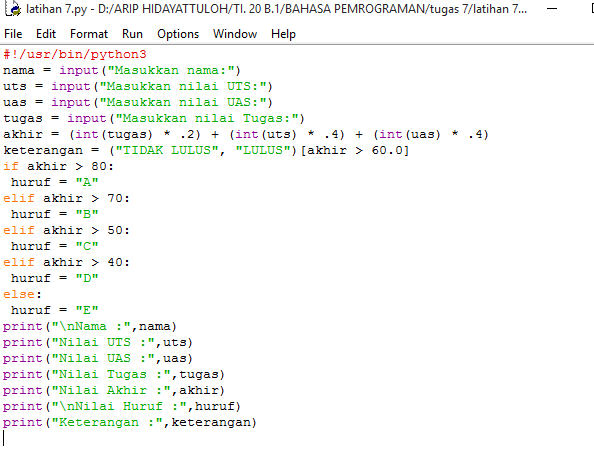 latihan 7.py - D:/ARIP HIDAYATTULOH/TI. 20 B.1/BAHASA PEMROGRAMAN/tugas 7/latihan 7...
File Edit Format Run Options Window Help
#!/usr/bin/python3
nama = input("Masukkan nama:")
uts = input("Masukkan nilai UTS:")
uas = input("Masukkan nilai UAS:")
tugas = input("Masukkan nilai Tugas:")
akhir = (int(tugas) * .2) + (int(uts) * .4) + (int(uas) * .4)
keterangan = ("TIDAK LULUS", "LULUS")[akhir > 60.0]
if akhir > 80:
 huruf = "A"
elif akhir > 70:
 huruf = "B"
elif akhir > 50:
 huruf = "C"
elif akhir > 40:
 huruf = "D"
else:
 huruf = "E"
print("\nNama :",nama)
print("Nilai UTS :",uts)
print("Nilai UAS :",uas)
print("Nilai Tugas :",tugas)
print("Nilai Akhir :",akhir)
print("\nNilai Huruf :",huruf)
print("Keterangan :",keterangan)